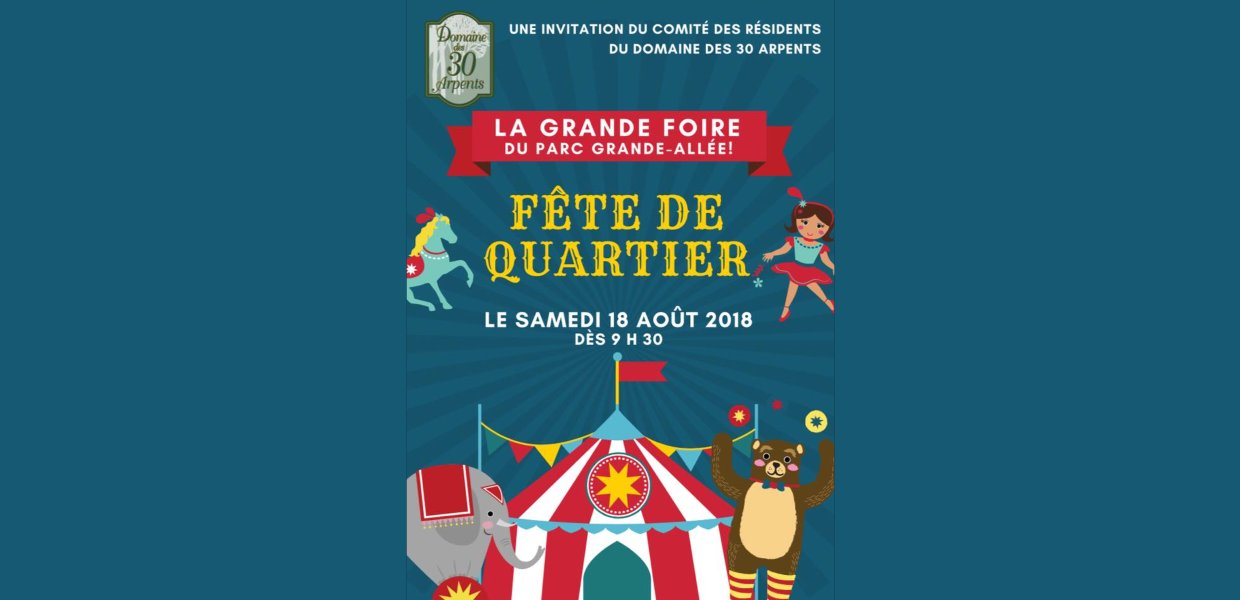 Domaine
des
30
Arpents
UNE INVITATION DU COMITÉ DES RÉSIDENTS
DU DOMAINE DES 30 ARPENTS
LA GRANDE FOIRE
DU PARC GRANDE-ALLÉE!
FÊTE DE
QUARTIER
LE SAMEDI 18 AOÛT 2018
DÈS 9 H 30